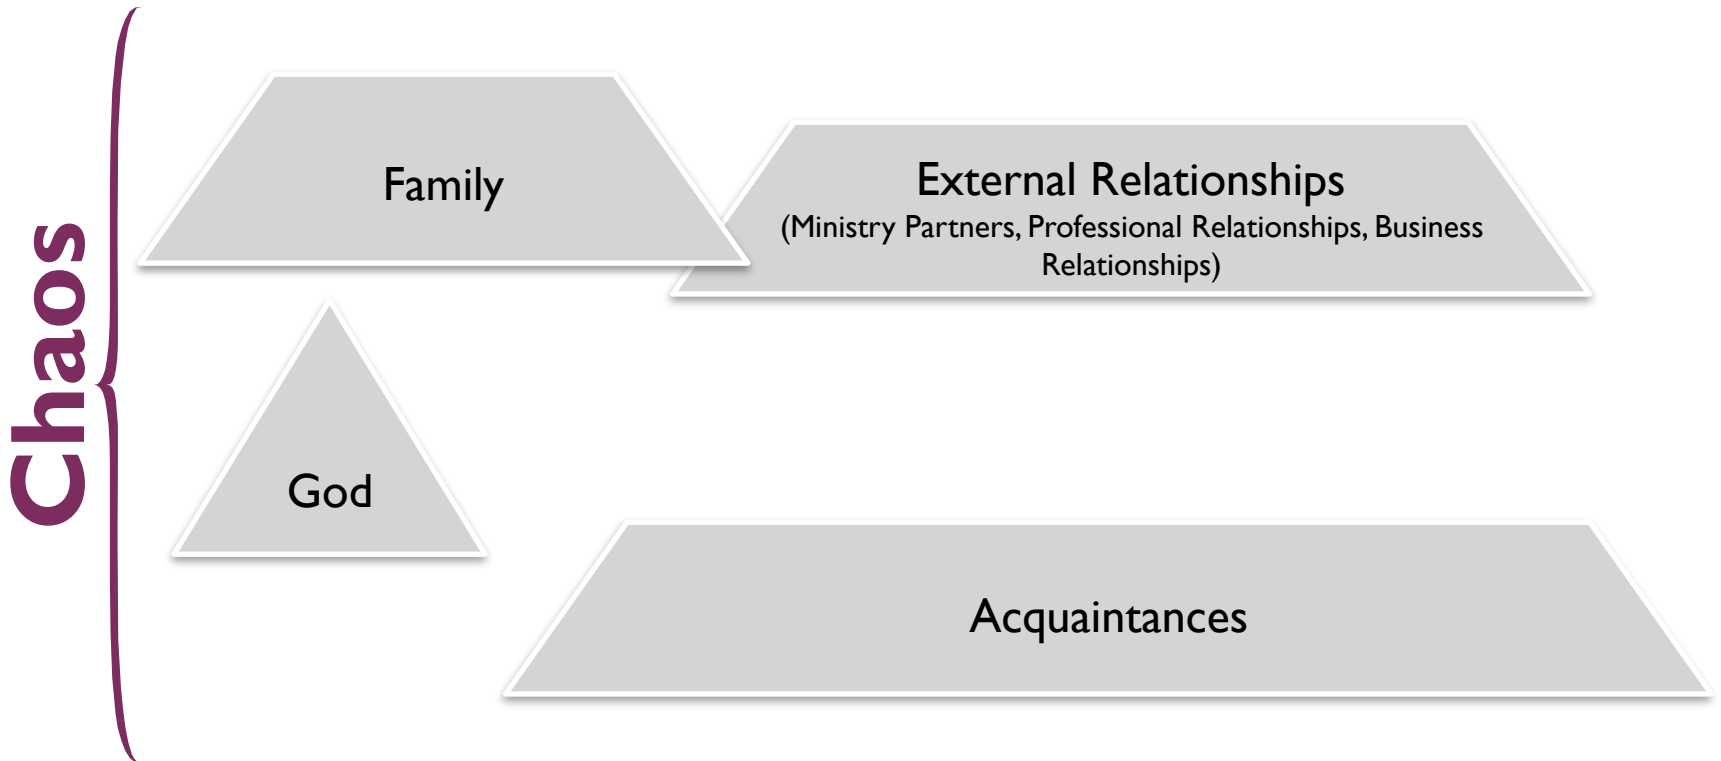 Chaos
Family
External Relationships
(Ministry Partners, Professional Relationships, Business
Relationships)
God
Acquaintances